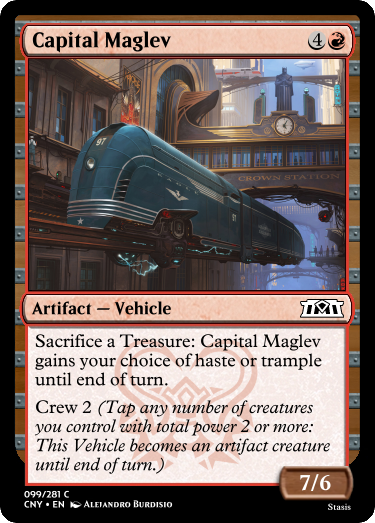 Capital Maglev 4
9T
CROWN STATION
9T
Artifact — Vehicle
Sacrifice a Treasure: Capital Maglev
gains your choice of haste or trample
until end of turn.
Crew 2 (Tap any number of creatures
you control with total power 2 or more:
This Vehicle becomes an artifact creature
until end of turn.)
7/6
099/281 C
CNY • EN Alejandro Burdisio
Stasis